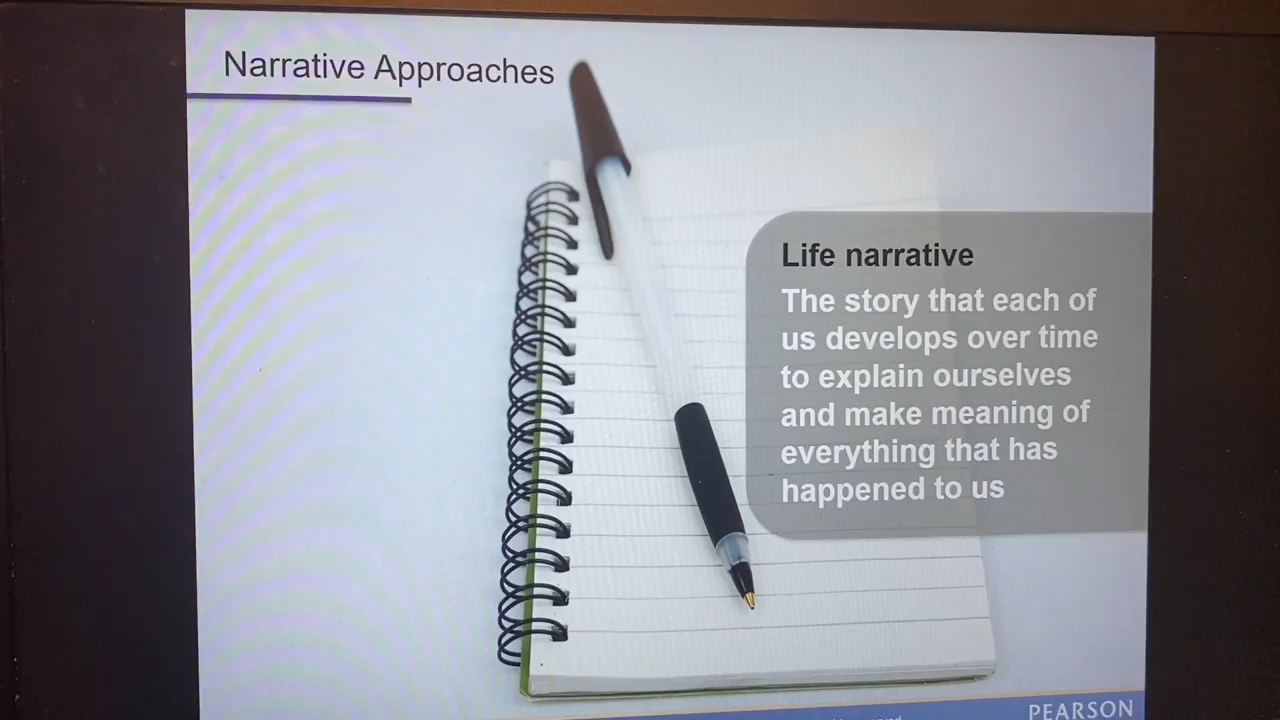 Narrative Approaches
Life narrative
The story that each of
us develops over time
to explain ourselves
and make meaning of
everything that has
happened to us
PEARSON